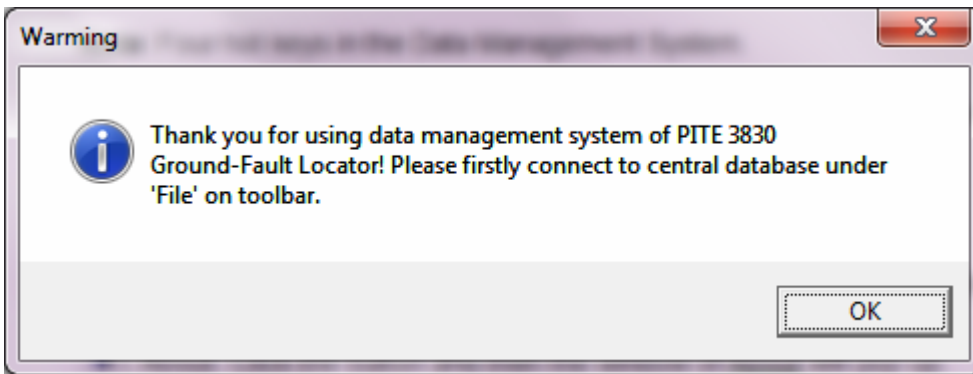 Warming
Thank you for using data management system of PITE 3830
Ground-Fault Locator! Please firstly connect to central database under
'File' on toolbar.
OK